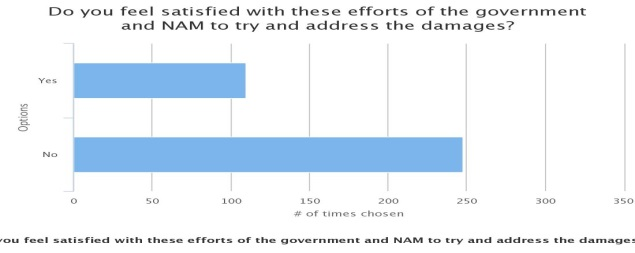 Do you feel satisfied with these efforts of the government
and NAM to try and address the damages?
Options
Yes
No
0 50 100 150 200 250 300 350
# of times chosen
you feel satisfied with these efforts of the government and NAM to try and address the damages